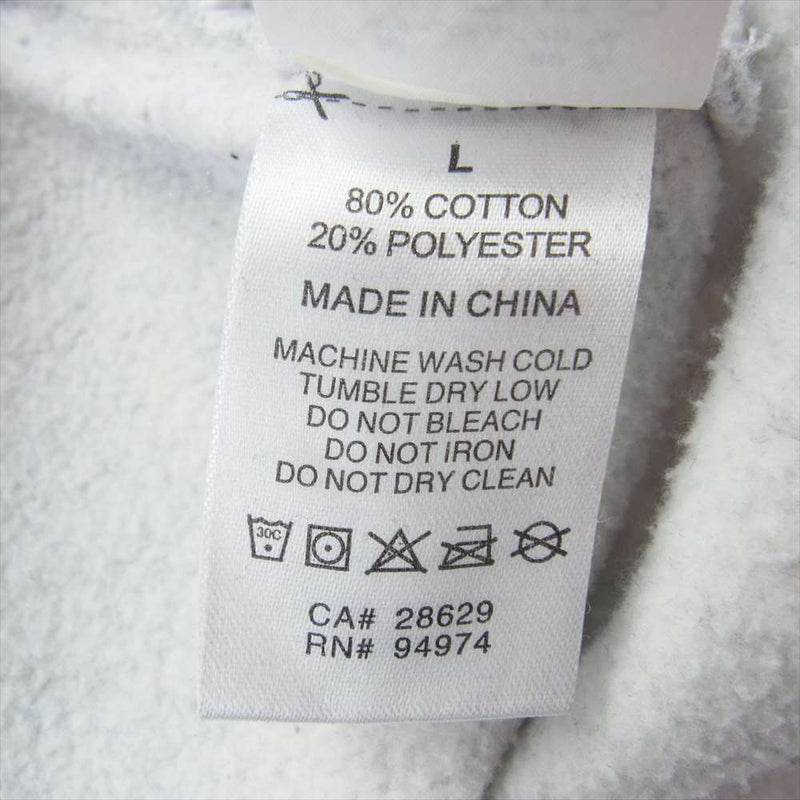 L
80% COTTON
20% POLYESTER
MADE IN CHINA
MACHINE WASH COLD
TUMBLE DRY LOW
DO NOT BLEACH
DO NOT IRON
DO NOT DRY CLEAN
30C
CA# 28629
RN# 94974